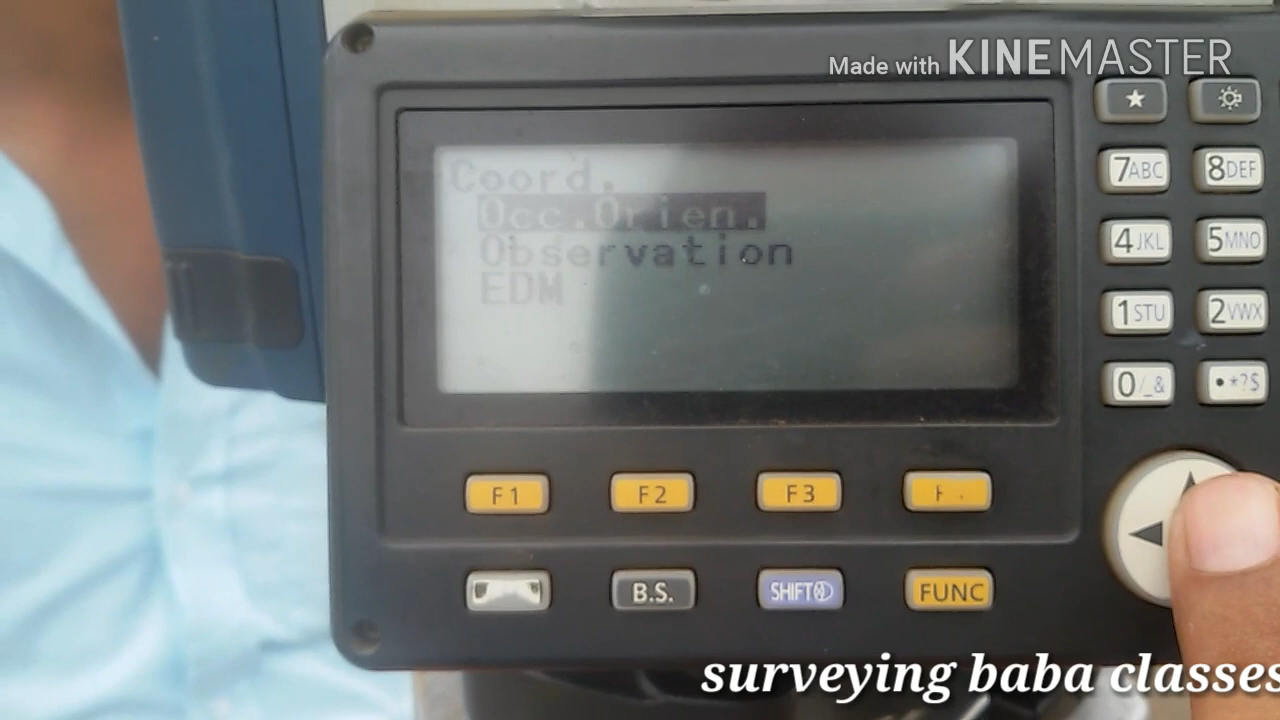 Made with KINEMASTER
Coord.
Occ.Orien.
Observation
EDM
7ABC 8DEF
4JKL 5MNO
1STU 2VWX
0/_& •*?$
F1 F2 F3
B.S. SHIFT FUNC
surveying baba classes